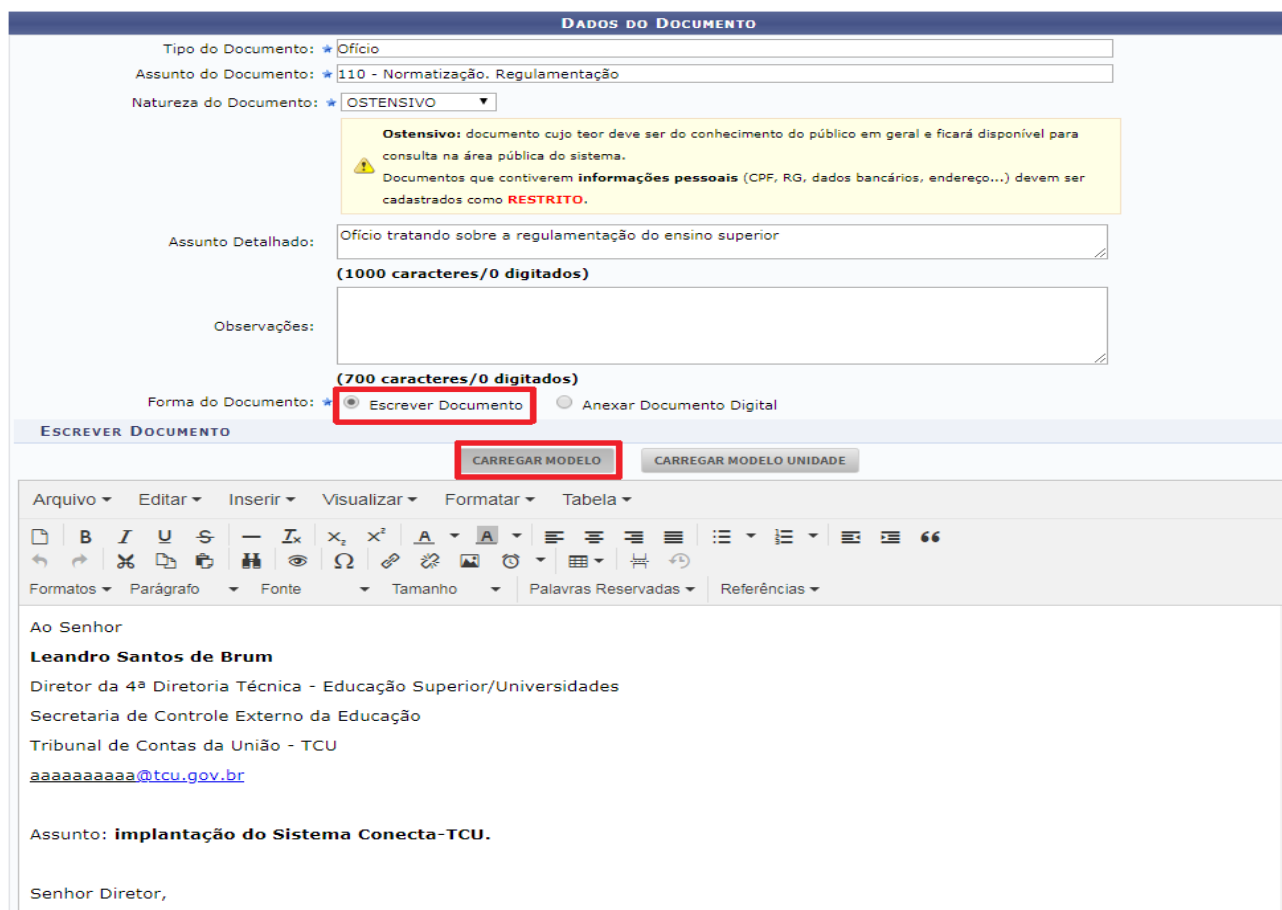 DADOS DO DOCUMENTO
Tipo do Documento: Ofício
Assunto do Documento: 110 - Normatização. Regulamentação
Natureza do Documento: OSTENSIVO
Ostensivo: documento cujo teor deve ser do conhecimento do público em geral e ficará disponível para
consulta na área pública do sistema.
Documentos que contiverem informações pessoais (CPF, RG, dados bancários, endereço...) devem ser
cadastrados como RESTRITO.
Assunto Detalhado: Ofício tratando sobre a regulamentação do ensino superior
(1000 caracteres/0 digitados)
Observações:
(700 caracteres/0 digitados)
Forma do Documento: Escrever Documento Anexar Documento Digital
ESCREVER DOCUMENTO
CARREGAR MODELO CARREGAR MODELO UNIDADE
Arquivo Editar Inserir Visualizar Formatar Tabela
Formatos Parágrafo Fonte Tamanho Palavras Reservadas Referências
Ao Senhor
Leandro Santos de Brum
Diretor da 4ª Diretoria Técnica - Educação Superior/Universidades
Secretaria de Controle Externo da Educação
Tribunal de Contas da União - TCU
aaaaaaaaaa@tcu.gov.br
Assunto: implantação do Sistema Conecta-TCU.
Senhor Diretor,